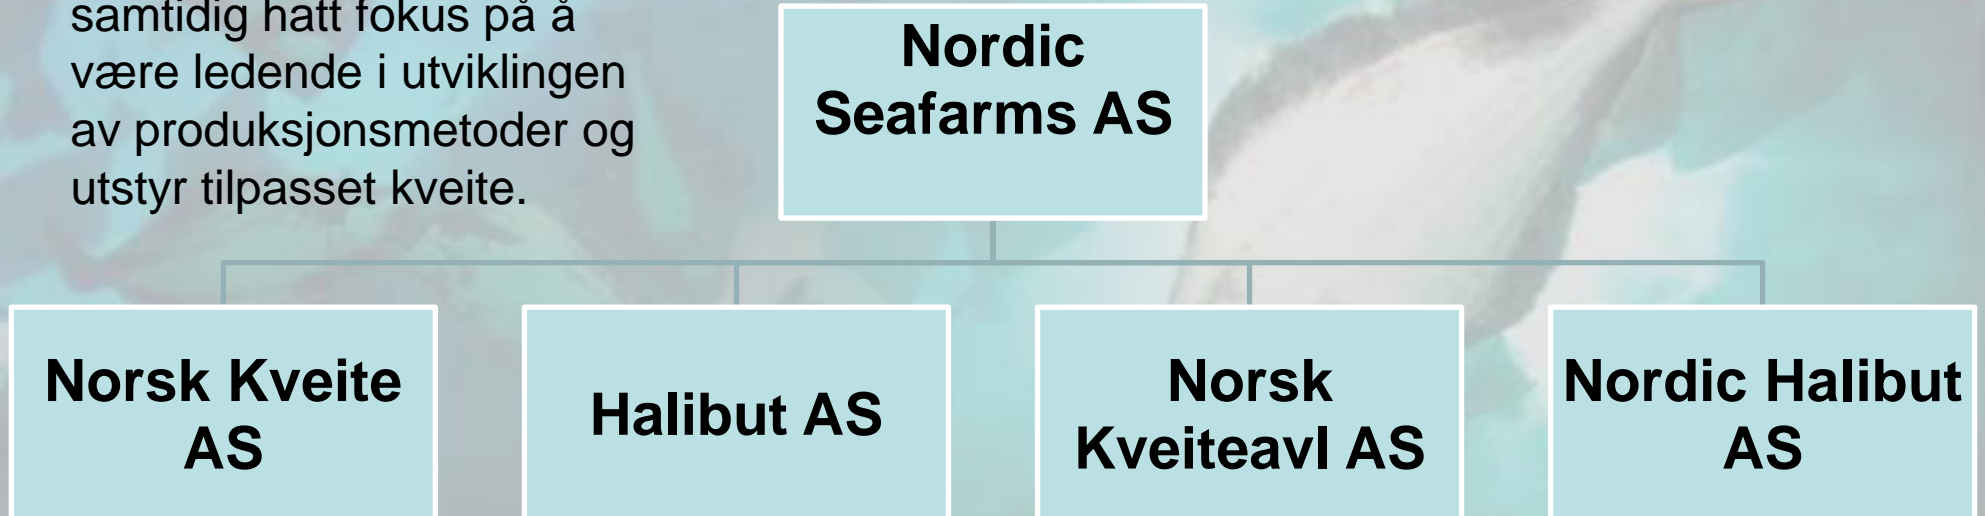 samtidig hatt fokus på å
være ledende i utviklingen
av produksjonsmetoder og
utstyr tilpasset kveite.
Nordic
Seafarms AS
Norsk Kveite
AS
Halibut AS
Norsk
Kveiteavl AS
Nordic Halibut
AS